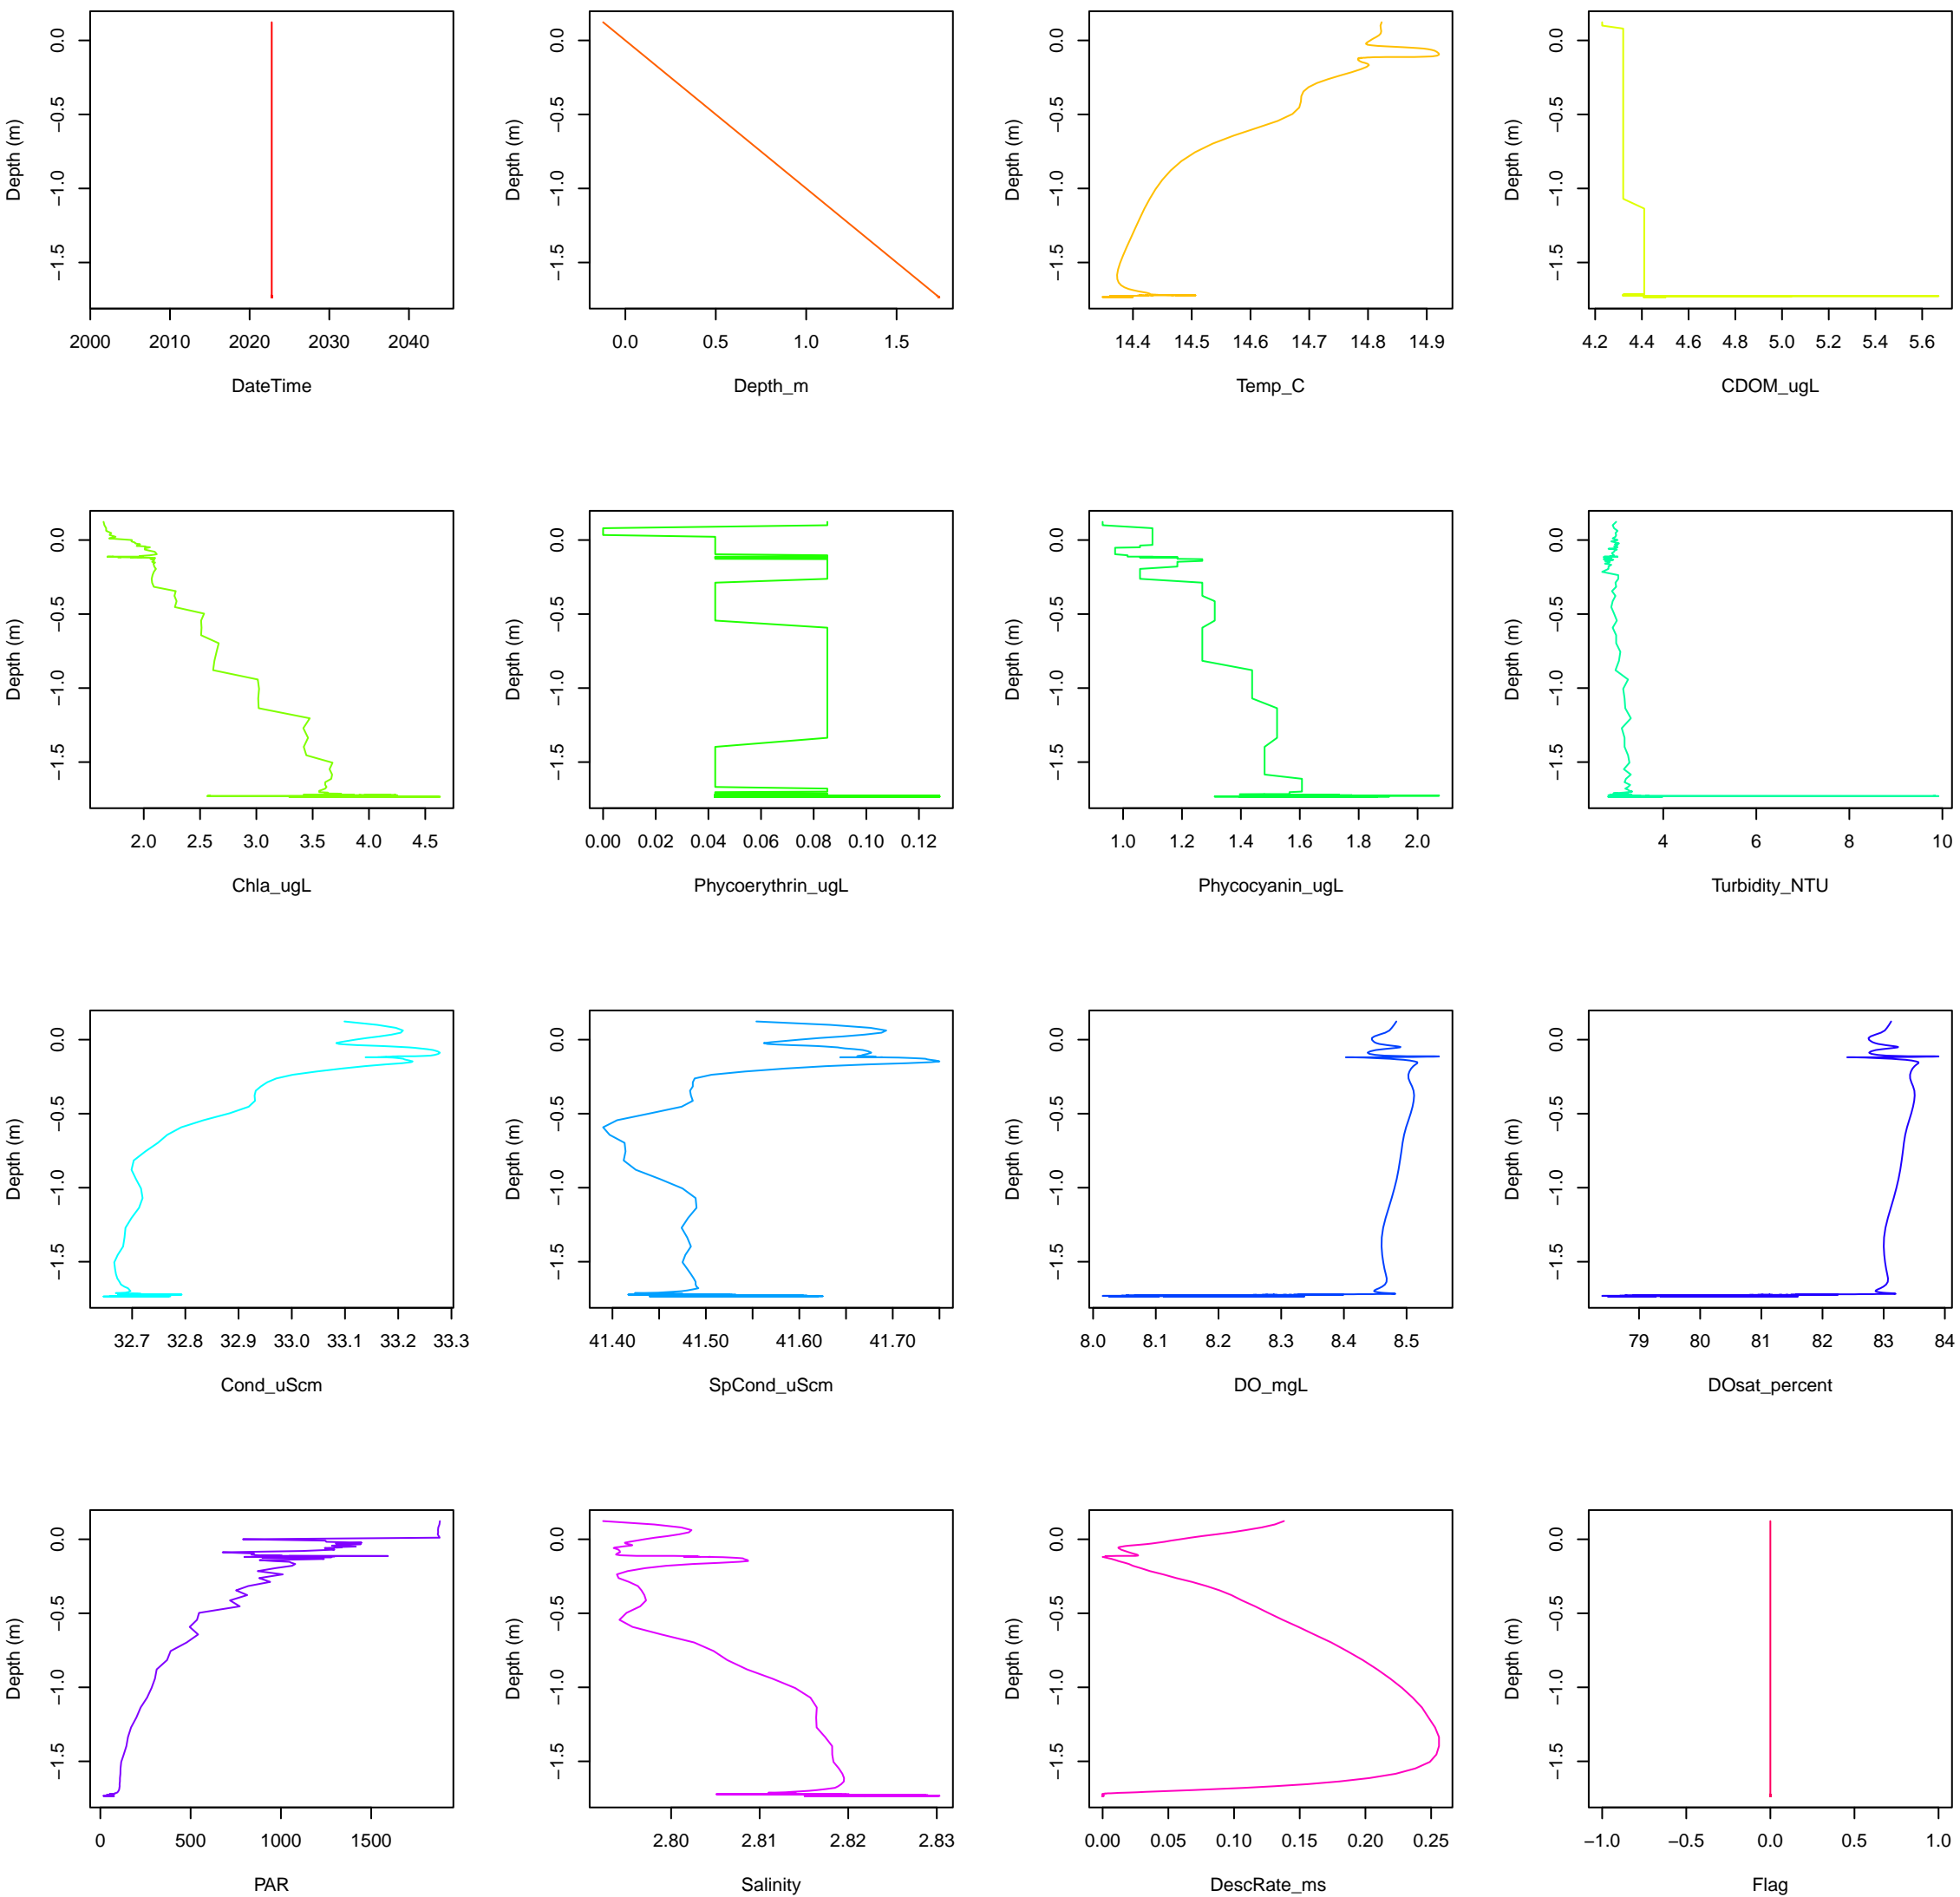 Depth (m)
0.0
−0.5
−1.0
−1.5
2000 2010 2020 2030 2040
DateTime
Depth (m)
0.0
−0.5
−1.0
−1.5
0.0 0.5 1.0 1.5
Depth_m
Depth (m)
0.0
−0.5
−1.0
−1.5
14.4 14.5 14.6 14.7 14.8 14.9
Temp_C
Depth (m)
0.0
−0.5
−1.0
−1.5
4.2 4.4 4.6 4.8 5.0 5.2 5.4 5.6
CDOM_ugL
Depth (m)
0.0
−0.5
−1.0
−1.5
2.0 2.5 3.0 3.5 4.0 4.5
Chla_ugL
Depth (m)
0.0
−0.5
−1.0
−1.5
0.00 0.02 0.04 0.06 0.08 0.10 0.12
Phycoerythrin_ugL
Depth (m)
0.0
−0.5
−1.0
−1.5
1.0 1.2 1.4 1.6 1.8 2.0
Phycocyanin_ugL
Depth (m)
0.0
−0.5
−1.0
−1.5
4 6 8 10
Turbidity_NTU
Depth (m)
0.0
−0.5
−1.0
−1.5
32.7 32.8 32.9 33.0 33.1 33.2 33.3
Cond_uScm
Depth (m)
0.0
−0.5
−1.0
−1.5
41.40 41.50 41.60 41.70
SpCond_uScm
Depth (m)
0.0
−0.5
−1.0
−1.5
8.0 8.1 8.2 8.3 8.4 8.5
DO_mgL
Depth (m)
0.0
−0.5
−1.0
−1.5
79 80 81 82 83 84
DOsat_percent
Depth (m)
0.0
−0.5
−1.0
−1.5
0 500 1000 1500
PAR
Depth (m)
0.0
−0.5
−1.0
−1.5
2.80 2.81 2.82 2.83
Salinity
Depth (m)
0.0
−0.5
−1.0
−1.5
0.00 0.05 0.10 0.15 0.20 0.25
DescRate_ms
Depth (m)
0.0
−0.5
−1.0
−1.5
−1.0 −0.5 0.0 0.5 1.0
Flag